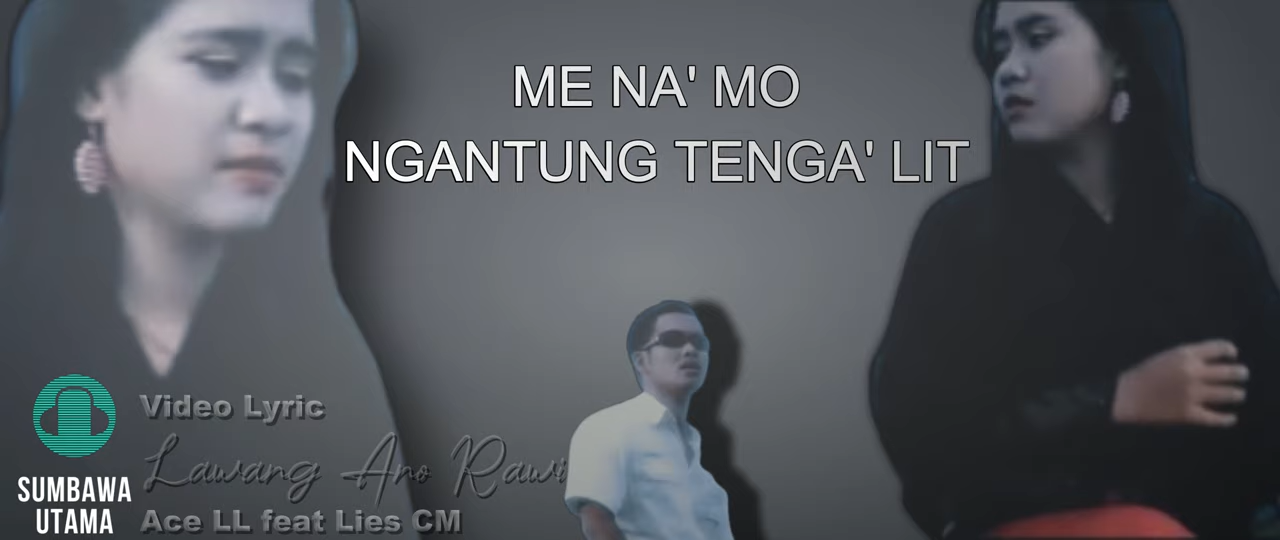 ME NA' MO
NGANTUNG TENGA' LIT
Video Lyric
Lawang Ano Rawi
SUMBAWA
UTAMA
Ace LL feat Lies CM